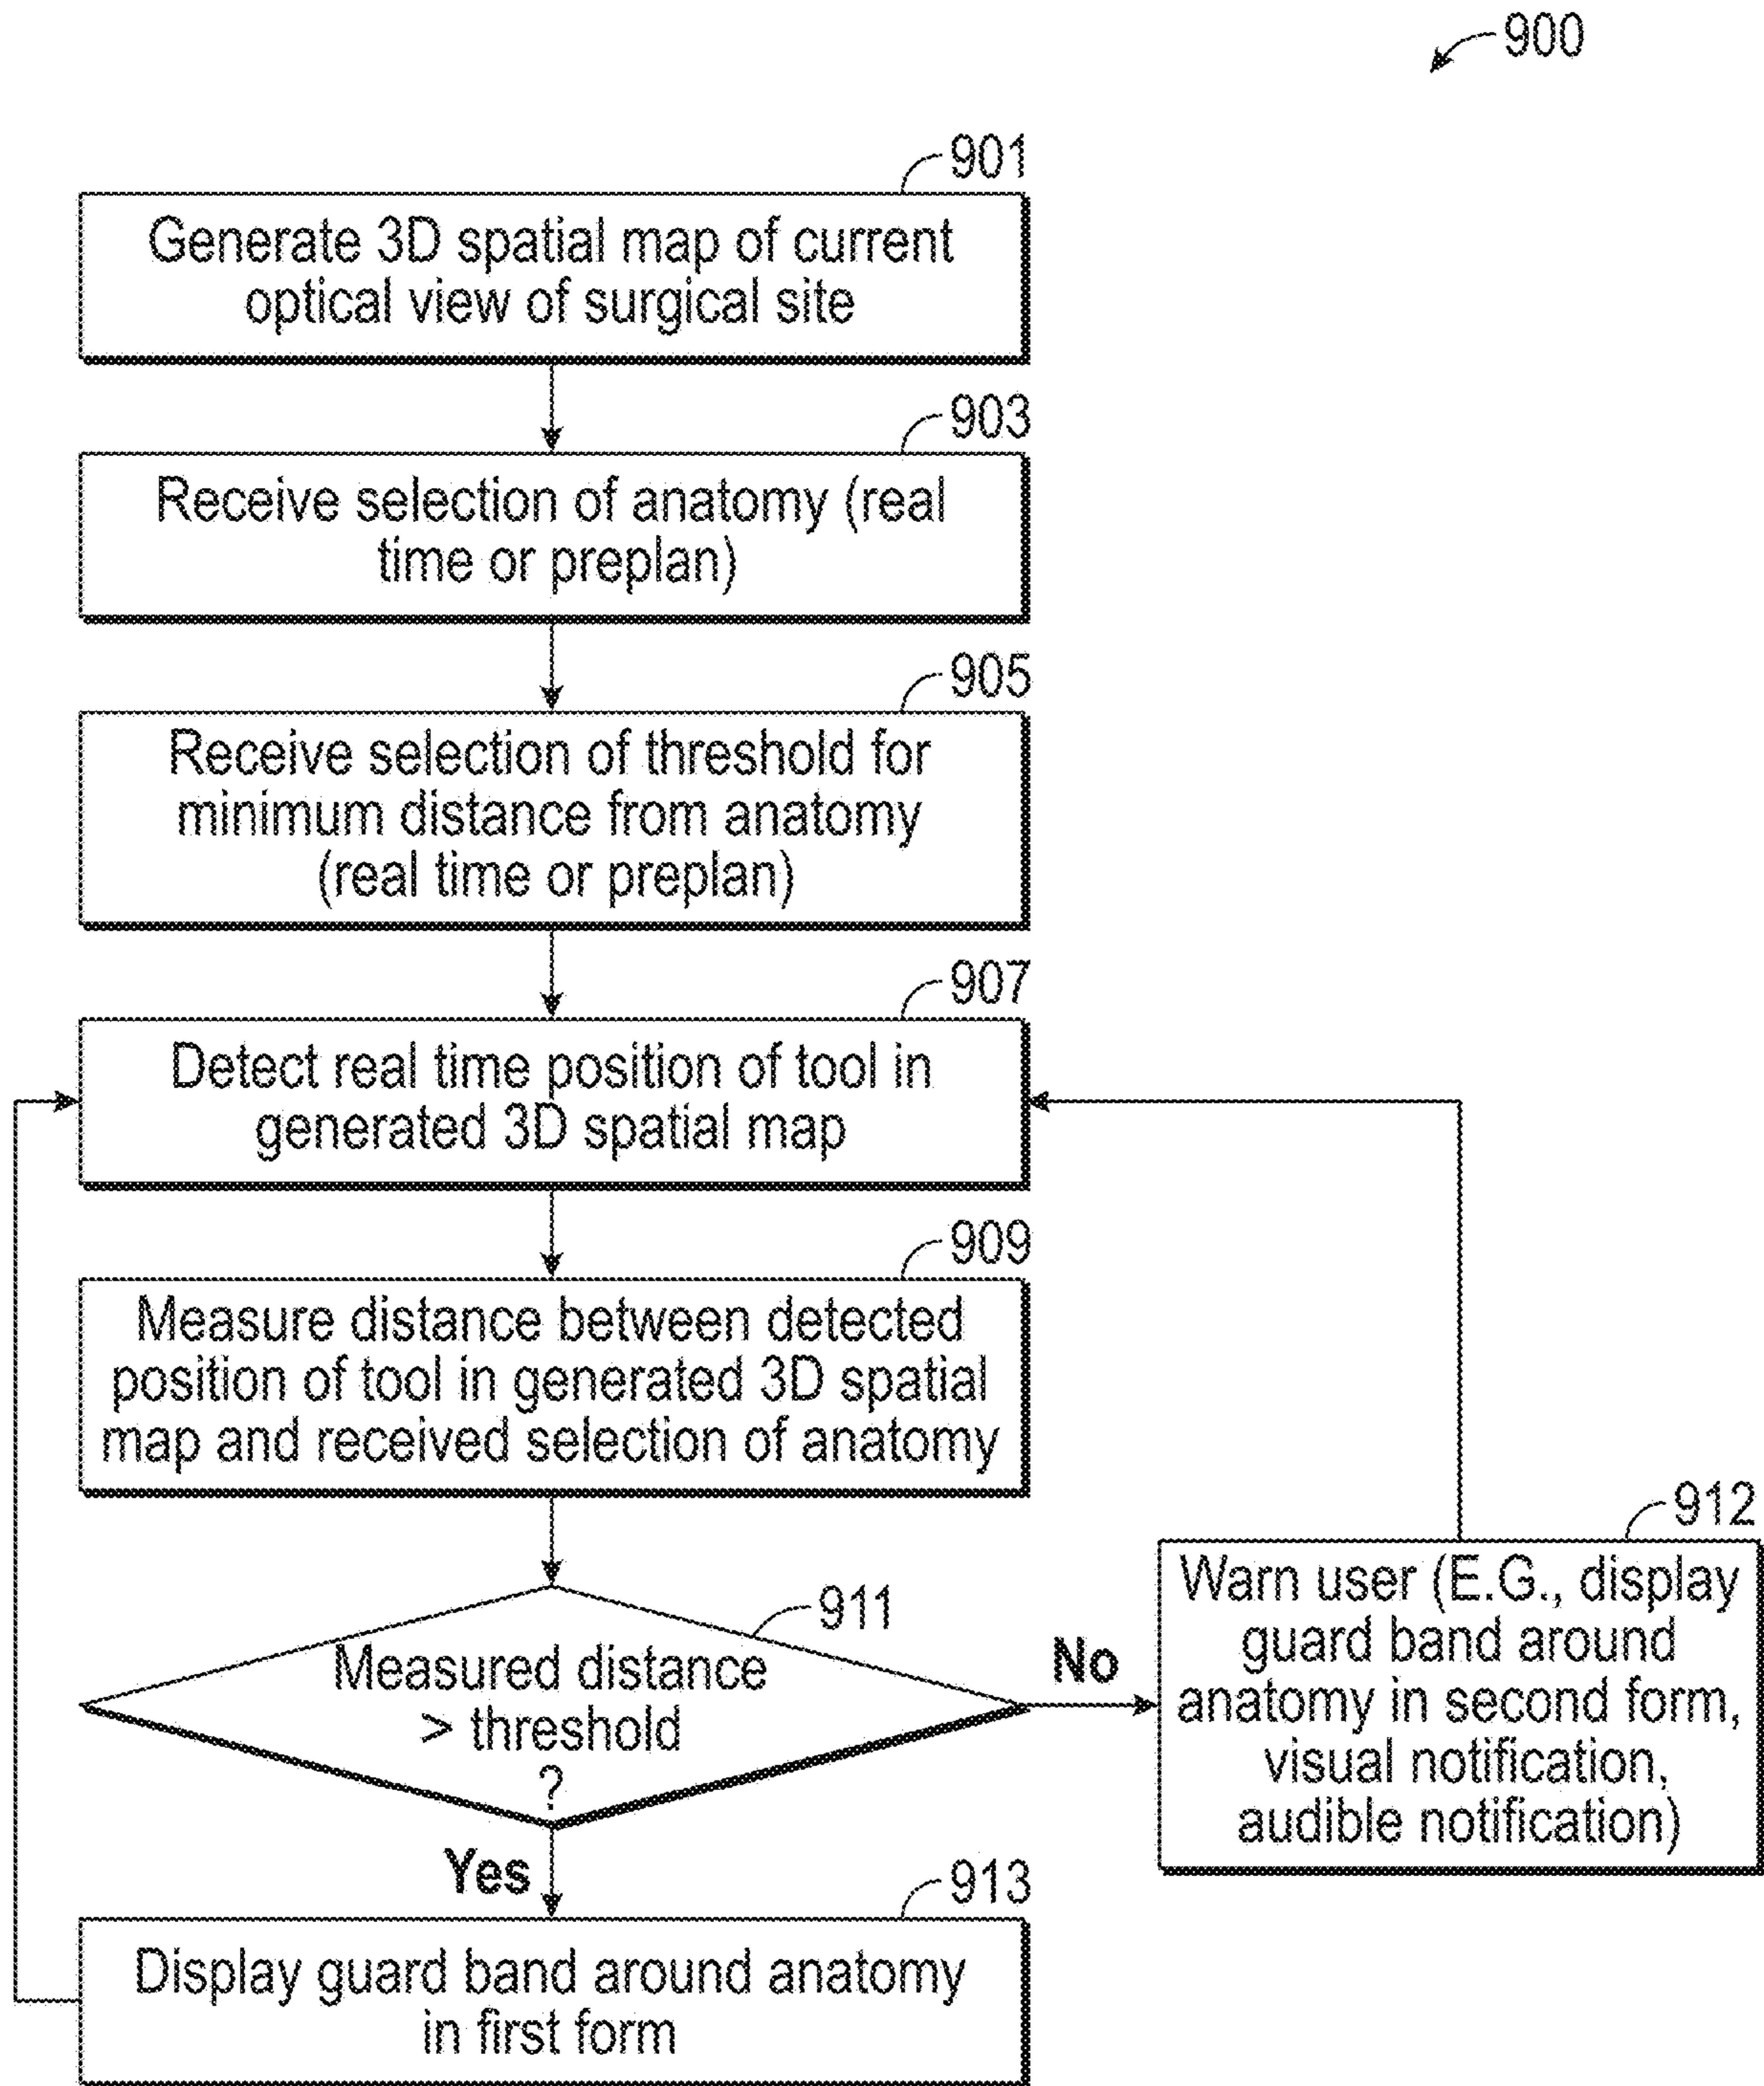 900
901
Generate 3D spatial map of current
optical view of surgical site
903
Receive selection of anatomy (real
time or preplan)
905
Receive selection of threshold for
minimum distance from anatomy
(real time or preplan)
907
Detect real time position of tool in
generated 3D spatial map
909
Measure distance between detected
position of tool in generated 3D spatial
map and received selection of anatomy
911
Measured distance
> threshold
?
No
912
Warn user (E.G., display
guard band around
anatomy in second form,
visual notification,
audible notification)
Yes
913
Display guard band around anatomy
in first form